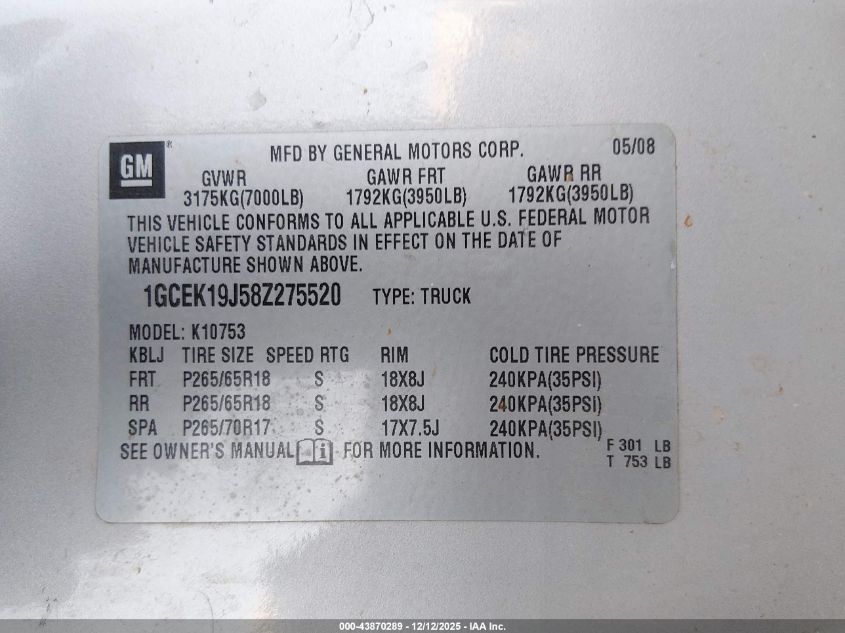 GM ®
MFD BY GENERAL MOTORS CORP. 05/08
GVWR GAWR FRT GAWR RR
3175KG(7000LB) 1792KG(3950LB) 1792KG(3950LB)
THIS VEHICLE CONFORMS TO ALL APPLICABLE U.S. FEDERAL MOTOR
VEHICLE SAFETY STANDARDS IN EFFECT ON THE DATE OF
MANUFACTURE SHOWN ABOVE.
1GCEK19J58Z275520 TYPE: TRUCK
MODEL: K10753
KBLJ TIRE SIZE SPEED RTG RIM COLD TIRE PRESSURE
FRT P265/65R18 S 18X8J 240KPA(35PSI)
RR P265/65R18 S 18X8J 240KPA(35PSI)
SPA P265/70R17 S 17X7.5J 240KPA(35PSI)
SEE OWNER'S MANUAL i FOR MORE INFORMATION.
F 301 LB
T 753 LB
000-43870289 - 12/12/2025 - IAA Inc.